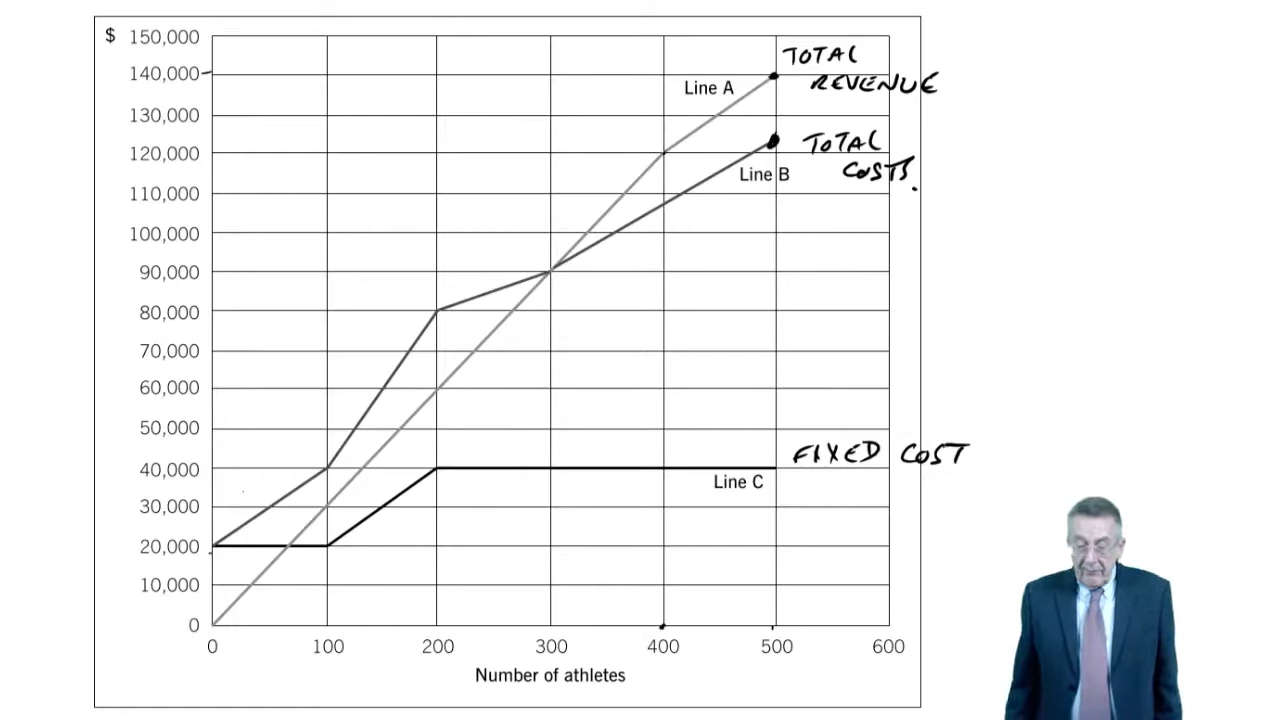 $ 150,000
140,000
130,000
120,000
110,000
100,000
90,000
80,000
70,000
60,000
50,000
40,000
30,000
20,000
10,000
0
TOTAL
REVENUE
Line A
TOTAL
COSTS.
Line B
FIXED COST
Line C
0 100 200 300 400 500 600
Number of athletes